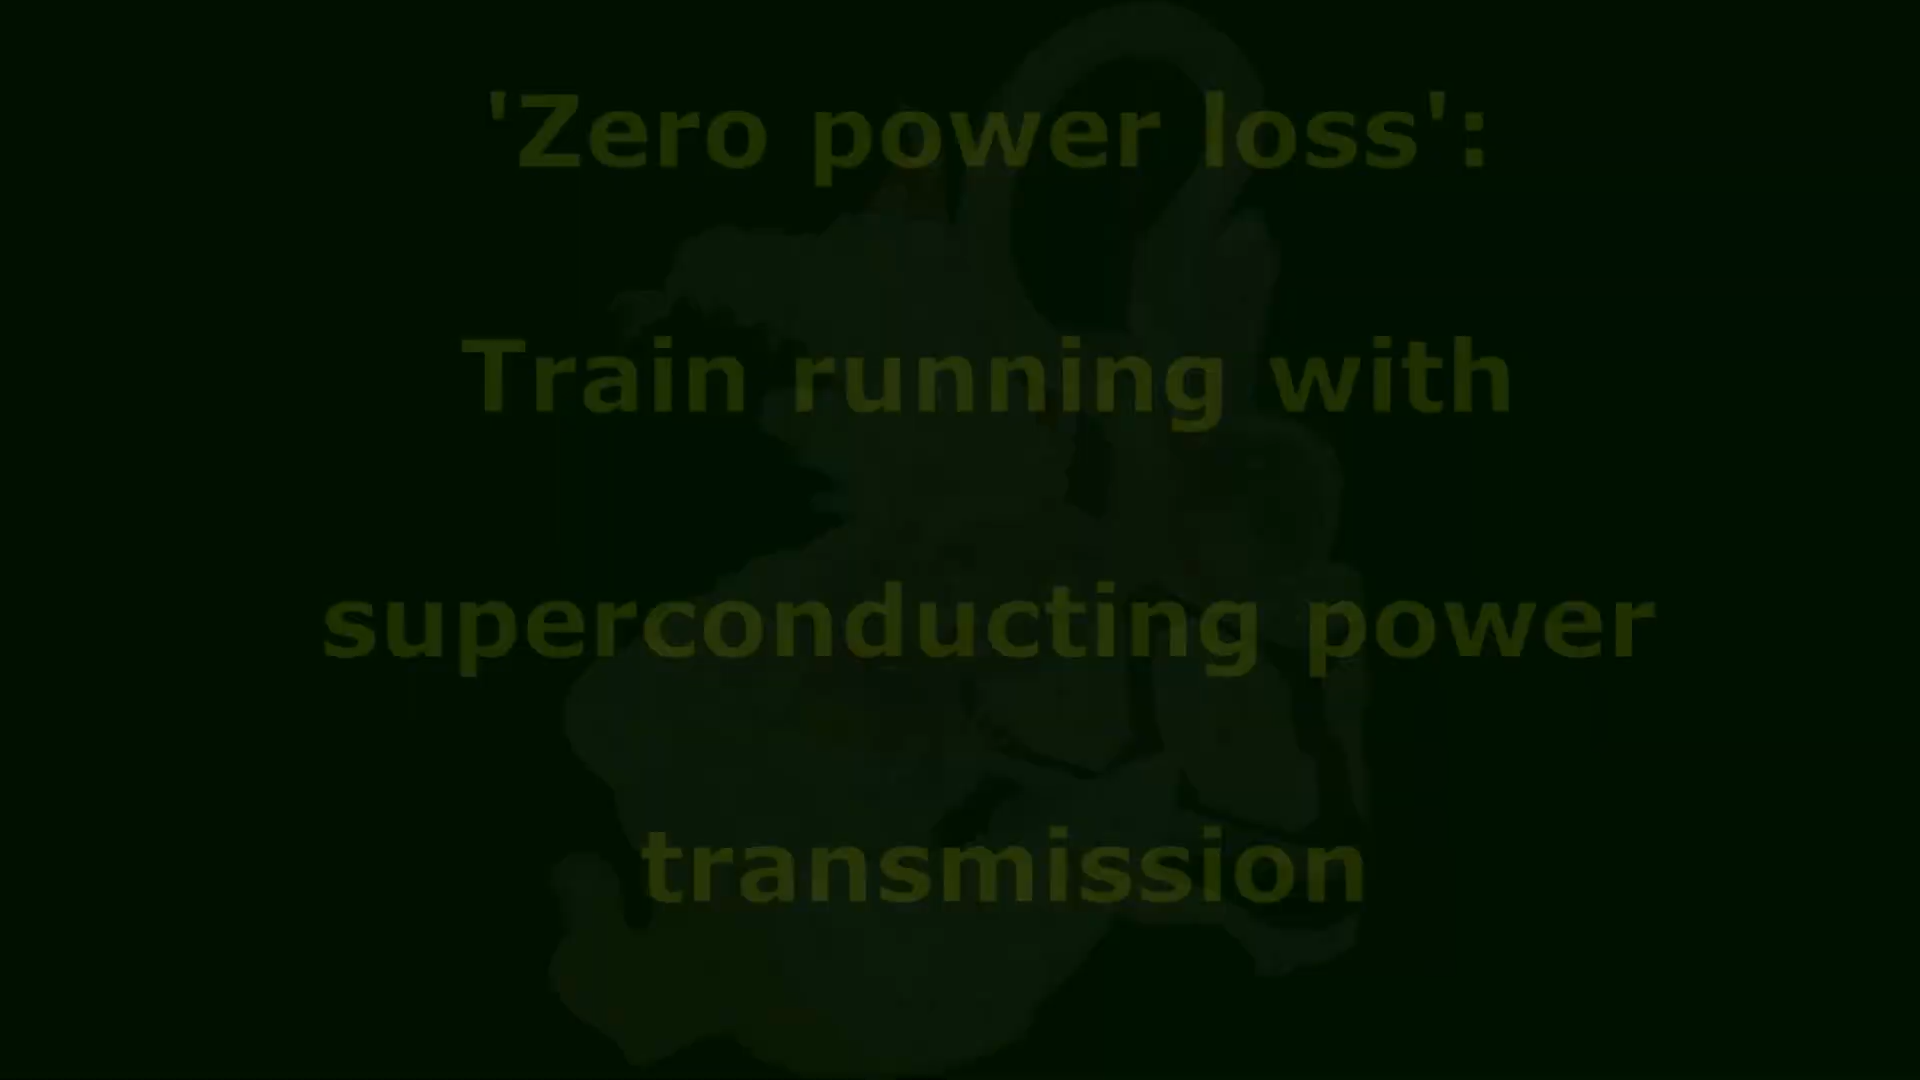 'Zero power loss':
Train running with
superconducting power
transmission